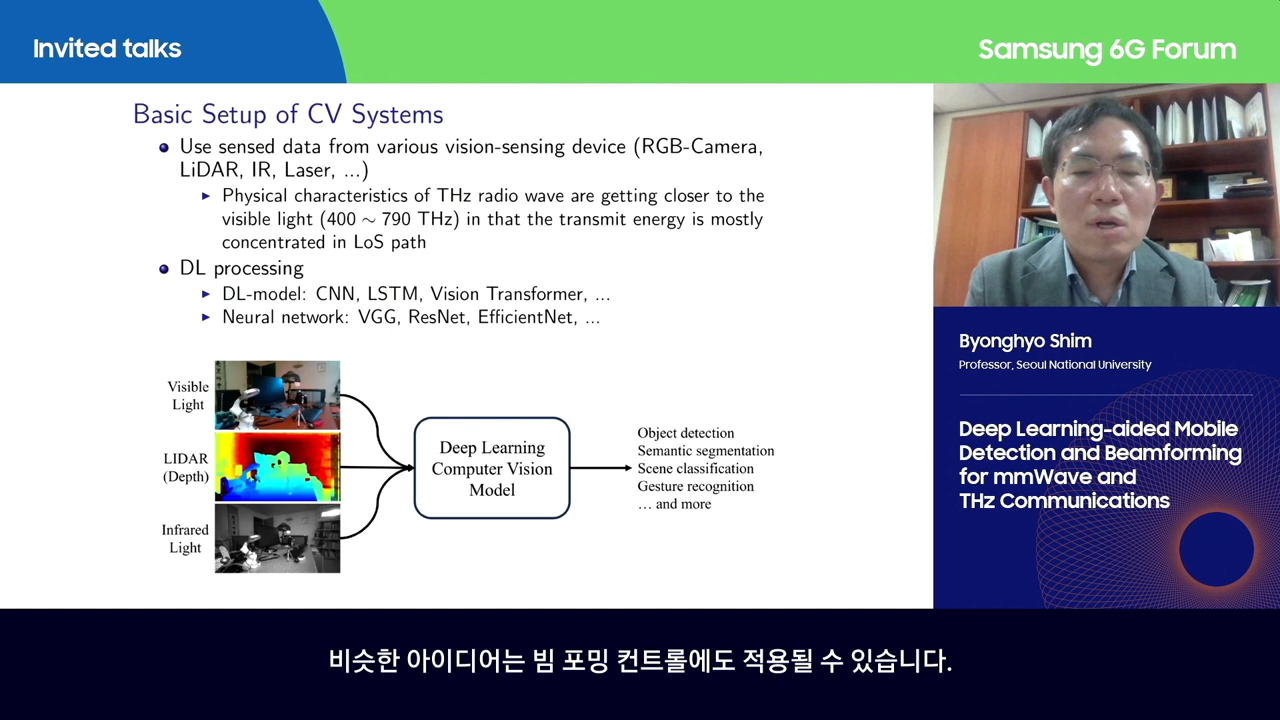 Invited talks
Samsung 6G Forum
Basic Setup of CV Systems
Use sensed data from various vision-sensing device (RGB-Camera,
LiDAR, IR, Laser, ...)
Physical characteristics of THz radio wave are getting closer to the
visible light (400 ∼ 790 THz) in that the transmit energy is mostly
concentrated in LoS path
DL processing
DL-model: CNN, LSTM, Vision Transformer, ...
Neural network: VGG, ResNet, EfficientNet, ...
Visible
Light
LIDAR
(Depth)
Infrared
Light
Deep Learning
Computer Vision
Model
Object detection
Semantic segmentation
Scene classification
Gesture recognition
... and more
Byonghyo Shim
Professor, Seoul National University
Deep Learning-aided Mobile
Detection and Beamforming
for mmWave and
THz Communications
비슷한 아이디어는 빔 포밍 컨트롤에도 적용될 수 있습니다.